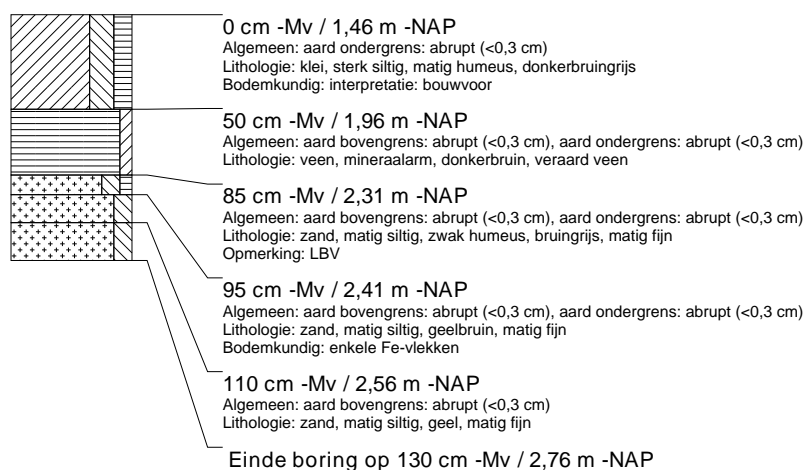 0 cm -Mv / 1,46 m -NAP
Algemeen: aard ondergrens: abrupt (<0,3 cm)
Lithologie: klei, sterk siltig, matig humeus, donkerbruingrijs
Bodemkundig: interpretatie: bouwvoor
50 cm -Mv / 1,96 m -NAP
Algemeen: aard bovengrens: abrupt (<0,3 cm), aard ondergrens: abrupt (<0,3 cm)
Lithologie: veen, mineraalarm, donkerbruin, veraard veen
85 cm -Mv / 2,31 m -NAP
Algemeen: aard bovengrens: abrupt (<0,3 cm), aard ondergrens: abrupt (<0,3 cm)
Lithologie: zand, matig siltig, zwak humeus, bruingrijs, matig fijn
Opmerking: LBV
95 cm -Mv / 2,41 m -NAP
Algemeen: aard bovengrens: abrupt (<0,3 cm), aard ondergrens: abrupt (<0,3 cm)
Lithologie: zand, matig siltig, geelbruin, matig fijn
Bodemkundig: enkele Fe-vlekken
110 cm -Mv / 2,56 m -NAP
Algemeen: aard bovengrens: abrupt (<0,3 cm)
Lithologie: zand, matig siltig, geel, matig fijn
Einde boring op 130 cm -Mv / 2,76 m -NAP